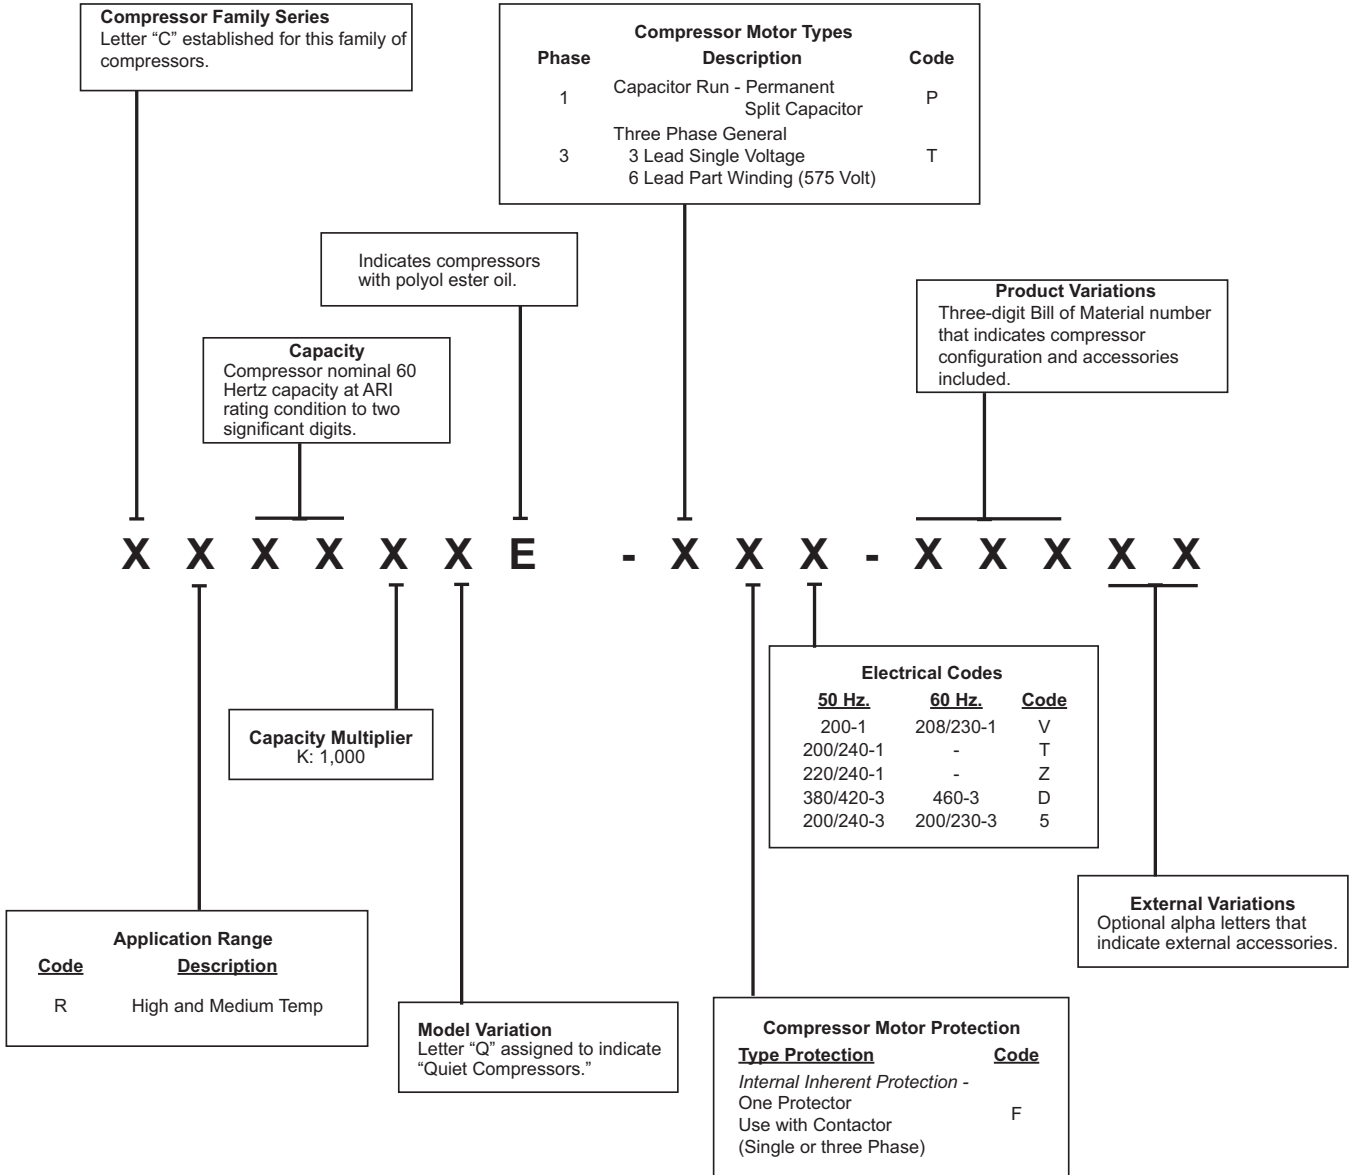 Compressor Family Series
Letter “C” established for this family of
compressors.
Compressor Motor Types
Phase Description Code
1 Capacitor Run - Permanent
Split Capacitor P
Three Phase General
3 3 Lead Single Voltage T
6 Lead Part Winding (575 Volt)
Indicates compressors
with polyol ester oil.
Product Variations
Three-digit Bill of Material number
that indicates compressor
configuration and accessories
included.
Capacity
Compressor nominal 60
Hertz capacity at ARI
rating condition to two
significant digits.
X X X X X X E - X X X - X X X X X
Electrical Codes
50 Hz. 60 Hz. Code
200-1 208/230-1 V
200/240-1 - T
220/240-1 - Z
380/420-3 460-3 D
200/240-3 200/230-3 5
Capacity Multiplier
K: 1,000
External Variations
Optional alpha letters that
indicate external accessories.
Application Range
Code Description
R High and Medium Temp
Model Variation
Letter “Q” assigned to indicate
“Quiet Compressors.”
Compressor Motor Protection
Type Protection Code
Internal Inherent Protection -
One Protector
Use with Contactor F
(Single or three Phase)